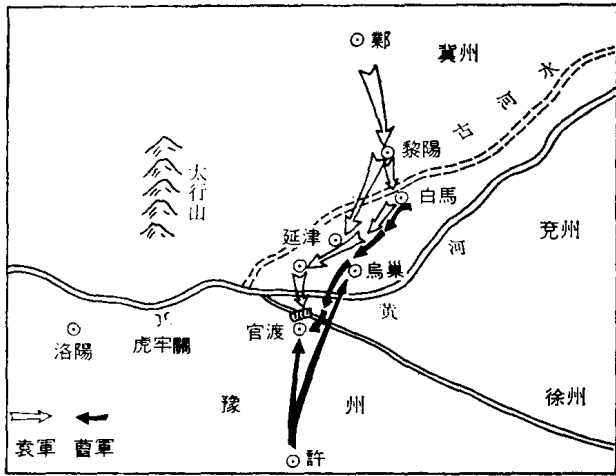 鄴
冀州
古河水
黎陽
太行山
白馬
延津
河
兗州
烏巢
黄
官渡
洛陽
虎牢關
豫州
徐州
袁軍
曹軍
許